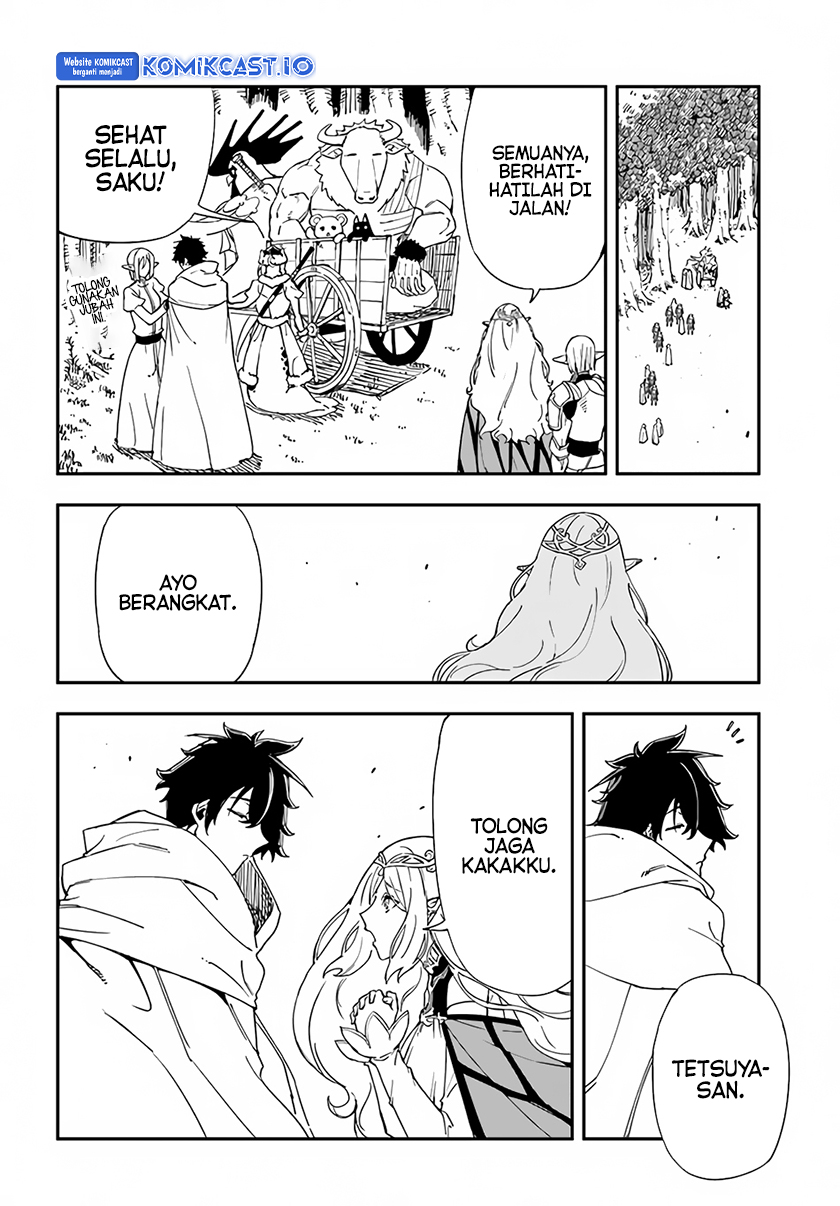 Website KOMIKCAST
berganti menjadi
KOMIKCAST.IO
SEMUANYA,
BERHATI-
HATILAH DI
JALAN!
SEHAT
SELALU,
SAKU!
TOLONG
GUNAKAN
JUBAH
INI.
AYO
BERANGKAT.
TETSUYA-
SAN.
TOLONG
JAGA
KAKAKKU.